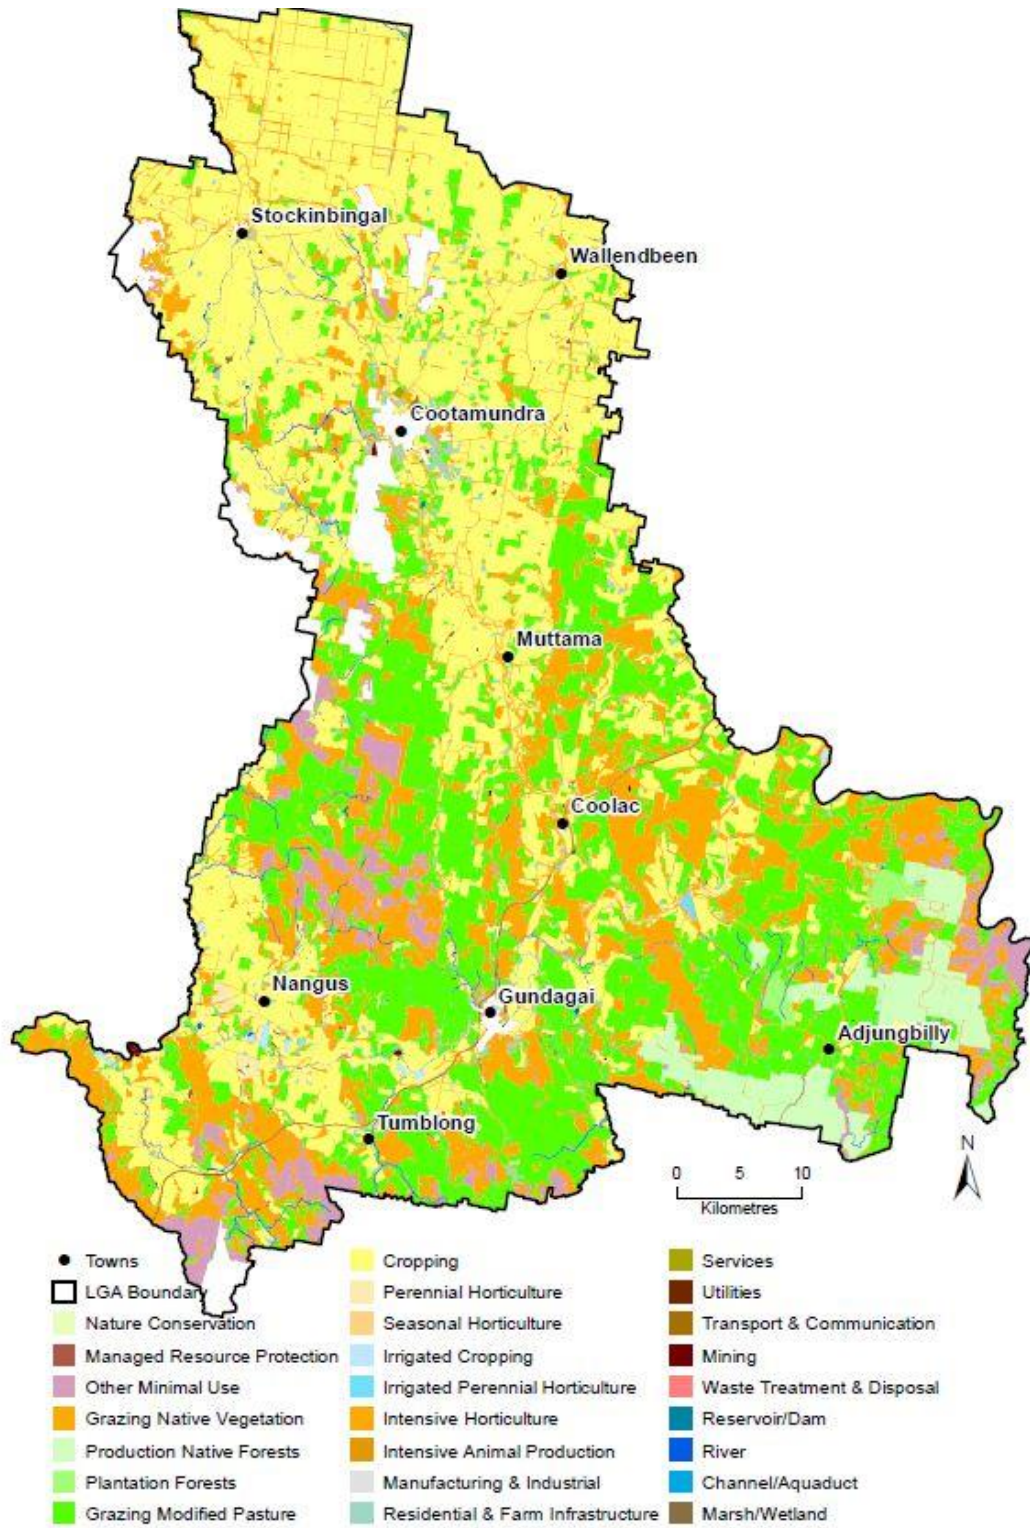 Stockinbingal
Wallendbeen
Cootamundra
Muttama
Coolac
Nangus
Gundagai
Adjungbilly
Tumblong
N
0 5 10
Kilometres
Towns
LGA Boundary
Nature Conservation
Managed Resource Protection
Other Minimal Use
Grazing Native Vegetation
Production Native Forests
Plantation Forests
Grazing Modified Pasture
Cropping
Perennial Horticulture
Seasonal Horticulture
Irrigated Cropping
Irrigated Perennial Horticulture
Intensive Horticulture
Intensive Animal Production
Manufacturing & Industrial
Residential & Farm Infrastructure
Services
Utilities
Transport & Communication
Mining
Waste Treatment & Disposal
Reservoir/Dam
River
Channel/Aquaduct
Marsh/Wetland